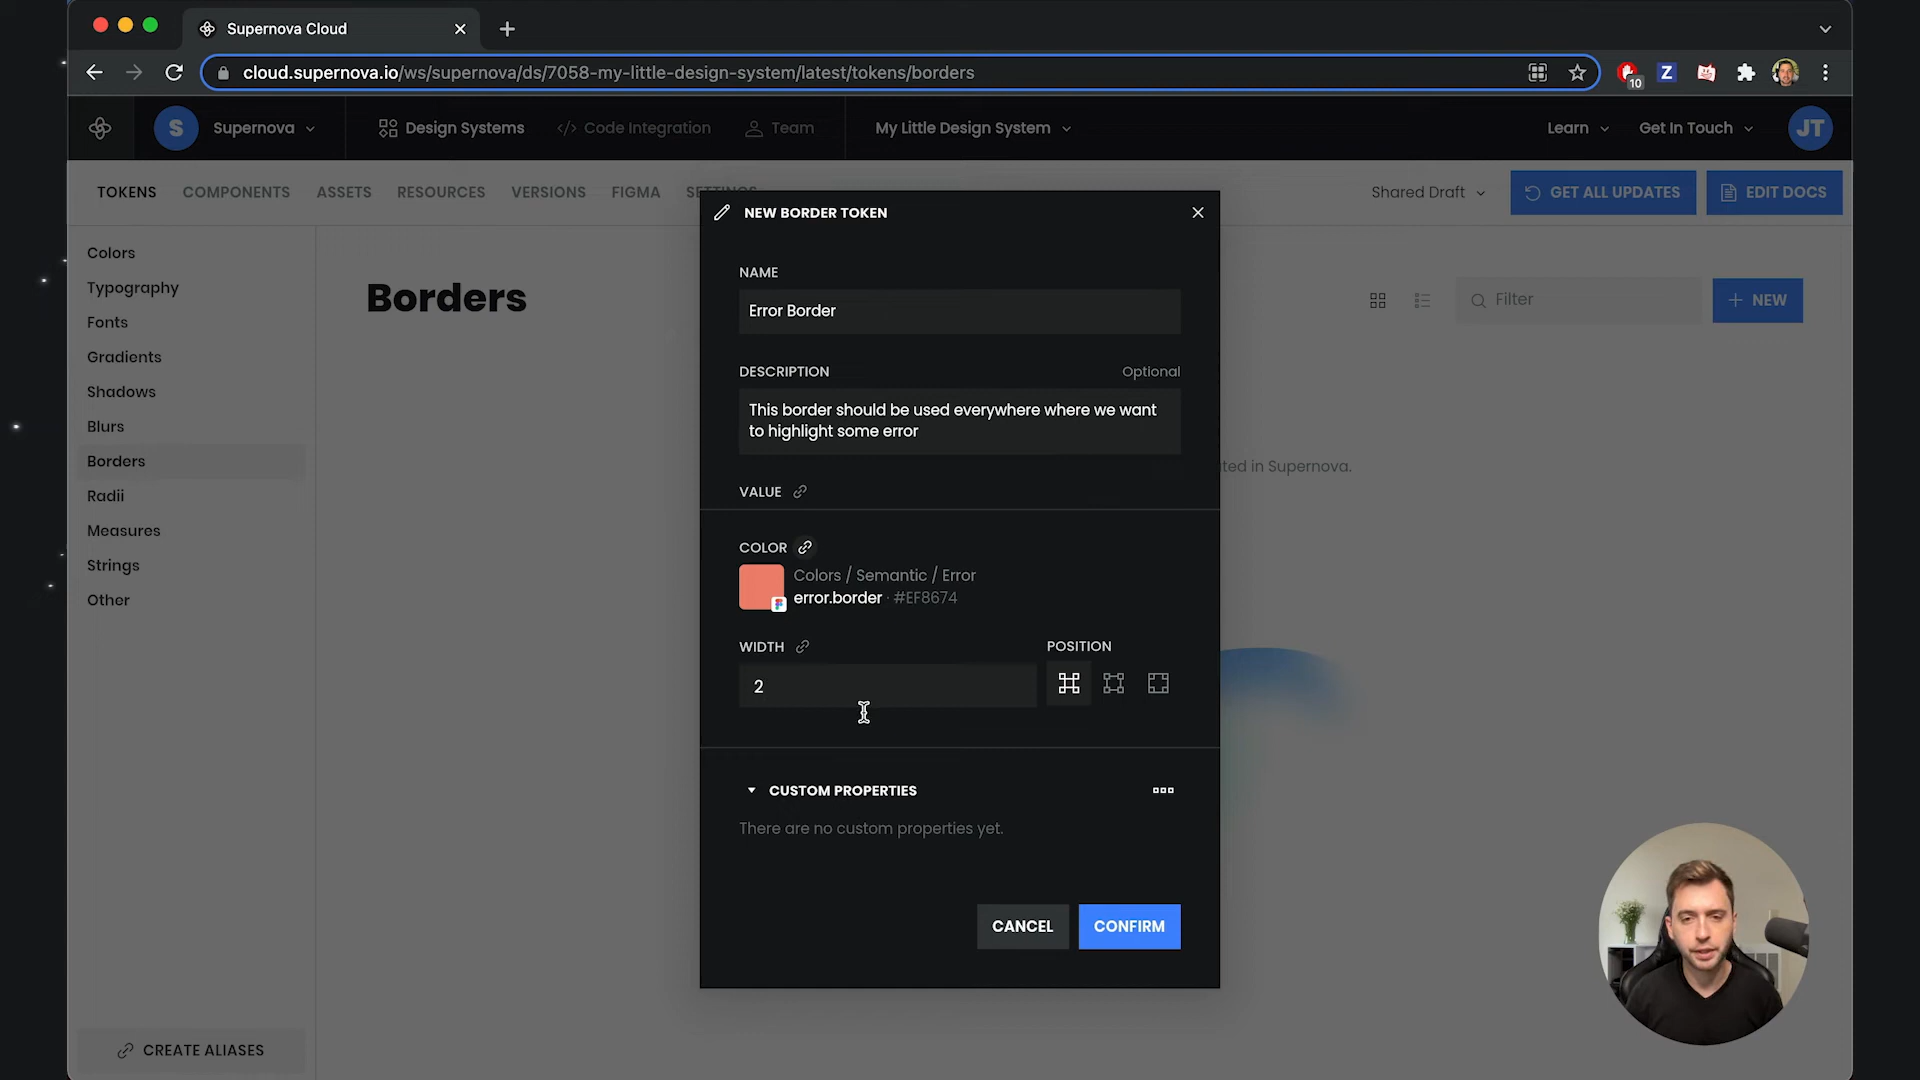 Supernova Cloud
cloud.supernova.io/ws/supernova/ds/7058-my-little-design-system/latest/tokens/borders
10
Z
S
Supernova
Design Systems
Code Integration
Team
My Little Design System
Learn
Get In Touch
JT
TOKENS
COMPONENTS
ASSETS
RESOURCES
VERSIONS
FIGMA
SETTINGS
Shared Draft
GET ALL UPDATES
EDIT DOCS
Colors
Typography
Fonts
Gradients
Shadows
Blurs
Borders
Radii
Measures
Strings
Other
CREATE ALIASES
Borders
Filter
NEW
in Supernova.
NEW BORDER TOKEN
NAME
Error Border
DESCRIPTION
Optional
This border should be used everywhere where we want
to highlight some error
VALUE
COLOR
Colors / Semantic / Error
error.border · #EF8674
WIDTH
POSITION
2
CUSTOM PROPERTIES
There are no custom properties yet.
CANCEL
CONFIRM